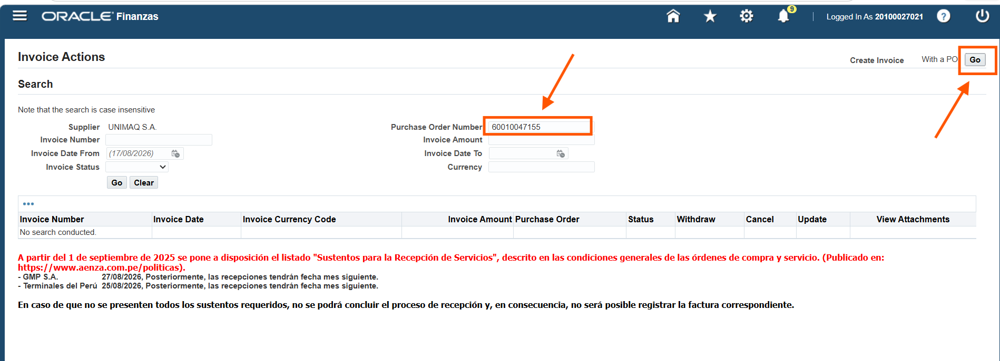 ORACLE Finanzas
9
Logged In As 20100027021
?
Invoice Actions
Create Invoice With a PO Go
Search
Note that the search is case insensitive
Supplier UNIMAQ S.A. Purchase Order Number 60010047155
Invoice Number Invoice Amount
Invoice Date From (17/08/2026) Invoice Date To
Invoice Status Currency
Go Clear
Invoice Number Invoice Date Invoice Currency Code Invoice Amount Purchase Order Status Withdraw Cancel Update View Attachments
No search conducted.
A partir del 1 de septiembre de 2025 se pone a disposición el listado "Sustentos para la Recepción de Servicios", descrito en las condiciones generales de las órdenes de compra y servicio. (Publicado en:
https://www.aenza.com.pe/politicas).
- GMP S.A. 27/08/2026, Posteriormente, las recepciones tendrán fecha mes siguiente.
- Terminales del Perú 25/08/2026, Posteriormente, las recepciones tendrán fecha mes siguiente.
En caso de que no se presenten todos los sustentos requeridos, no se podrá concluir el proceso de recepción y, en consecuencia, no será posible registrar la factura correspondiente.